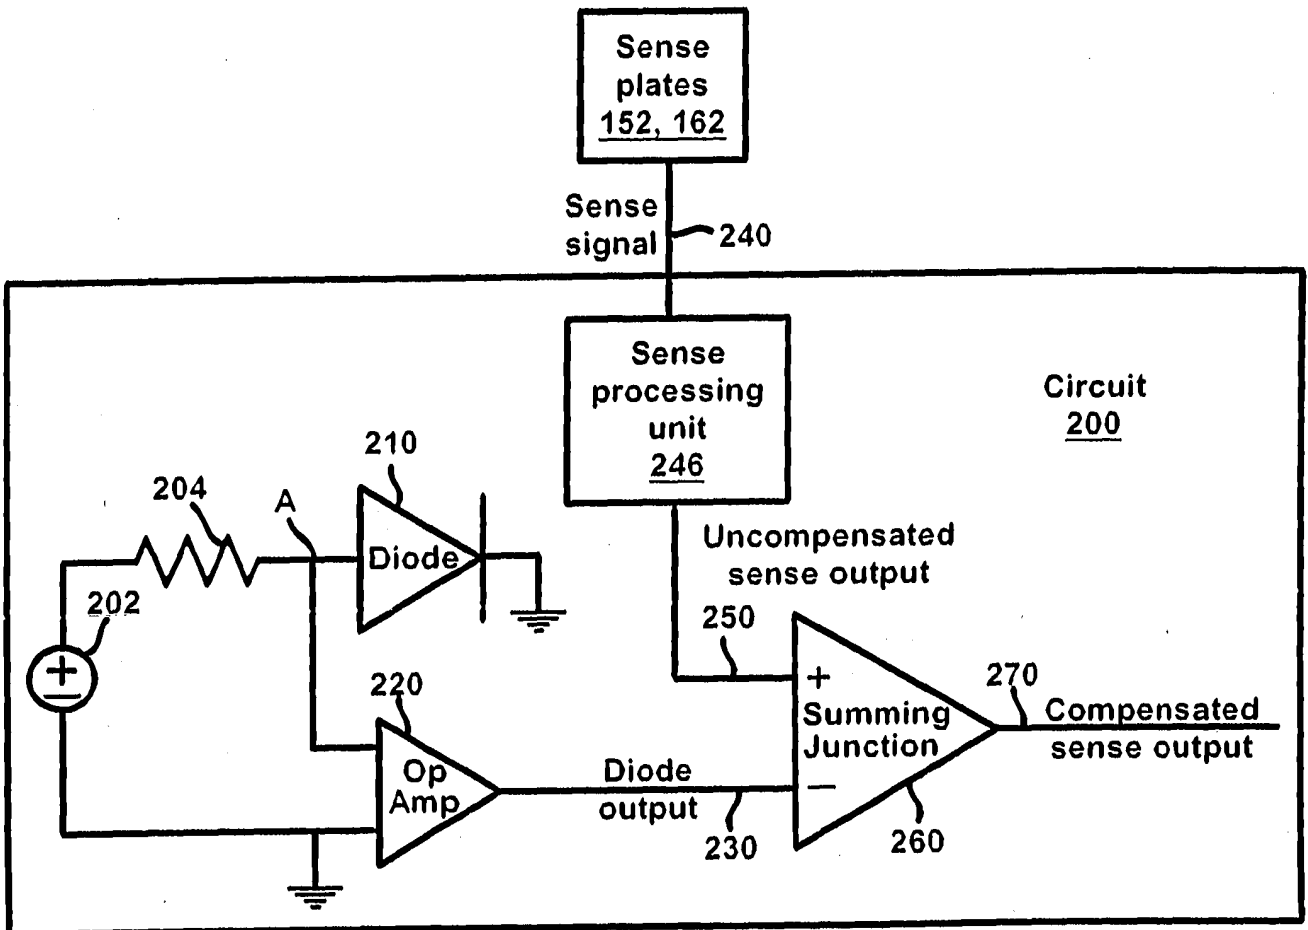 Sense
plates
152, 162
Sense
signal
240
Sense
processing
unit
246
Circuit
200
210
204
A
Diode
202
Uncompensated
sense output
250
220
+
Summing
Junction
−
270
Compensated
sense output
Op
Amp
Diode
output
230
260
+
−